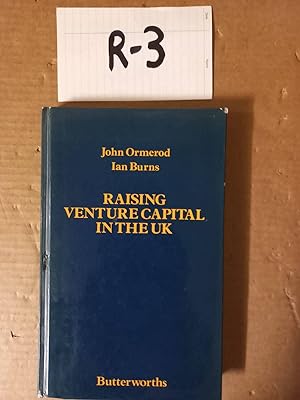 R-3
John Ormerod
Ian Burns
RAISING
VENTURE CAPITAL
IN THE UK
Butterworths